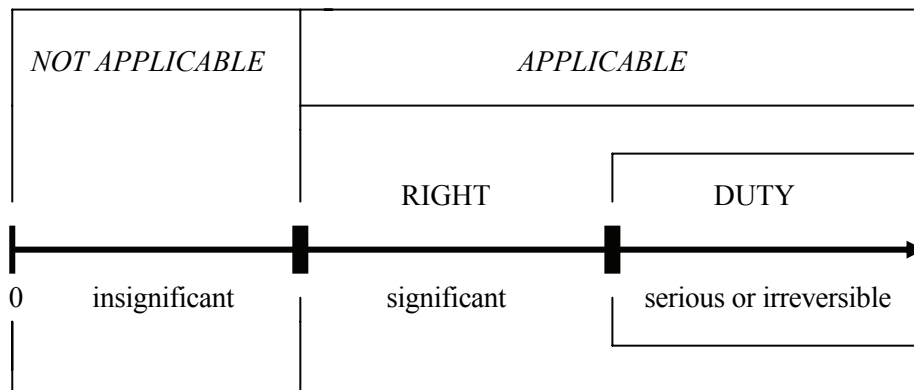 NOT APPLICABLE APPLICABLE
RIGHT DUTY
0 insignificant significant serious or irreversible